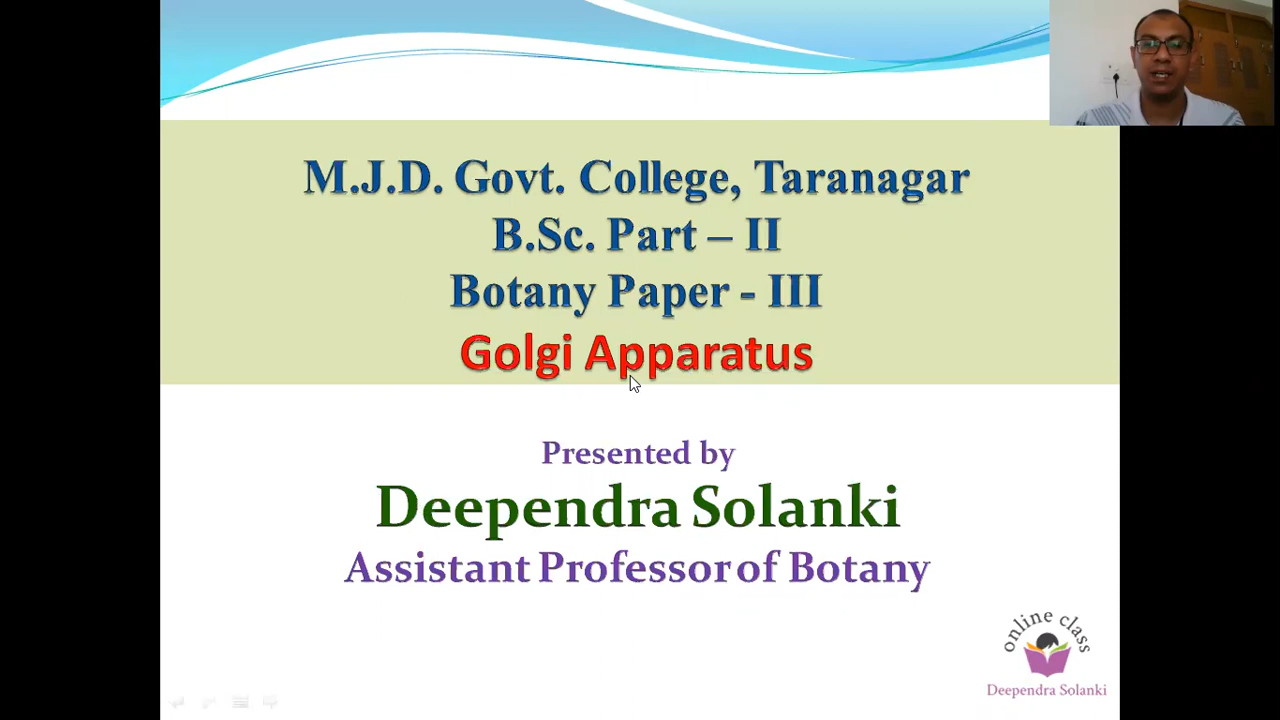 M.J.D. Govt. College, Taranagar
B.Sc. Part – II
Botany Paper - III
Golgi Apparatus
Presented by
Deependra Solanki
Assistant Professor of Botany
online class
Deependra Solanki